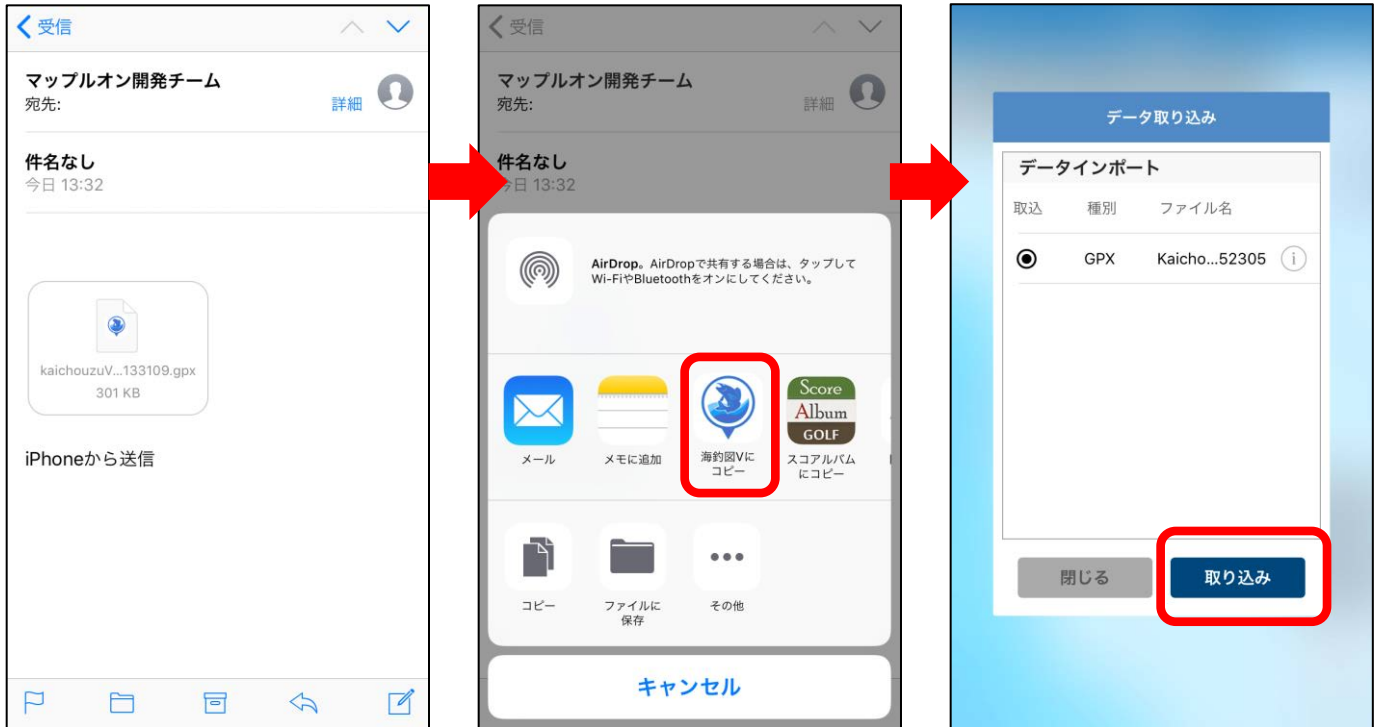 受信
マップルオン開発チーム
宛先:
詳細
件名なし
今日 13:32
kaichouzuV...133109.gpx
301 KB
iPhoneから送信
受信
マップルオン開発チーム
宛先:
詳細
件名なし
今日 13:32
AirDrop。AirDropで共有する場合は、タップして
Wi-FiやBluetoothをオンにしてください。
メール
メモに追加
海釣図Vに
コピー
Score
Album
GOLF
スコアルバム
にコピー
コピー
ファイルに
保存
その他
キャンセル
データ取り込み
データインポート
取込 種別 ファイル名
GPX Kaicho...52305
閉じる
取り込み